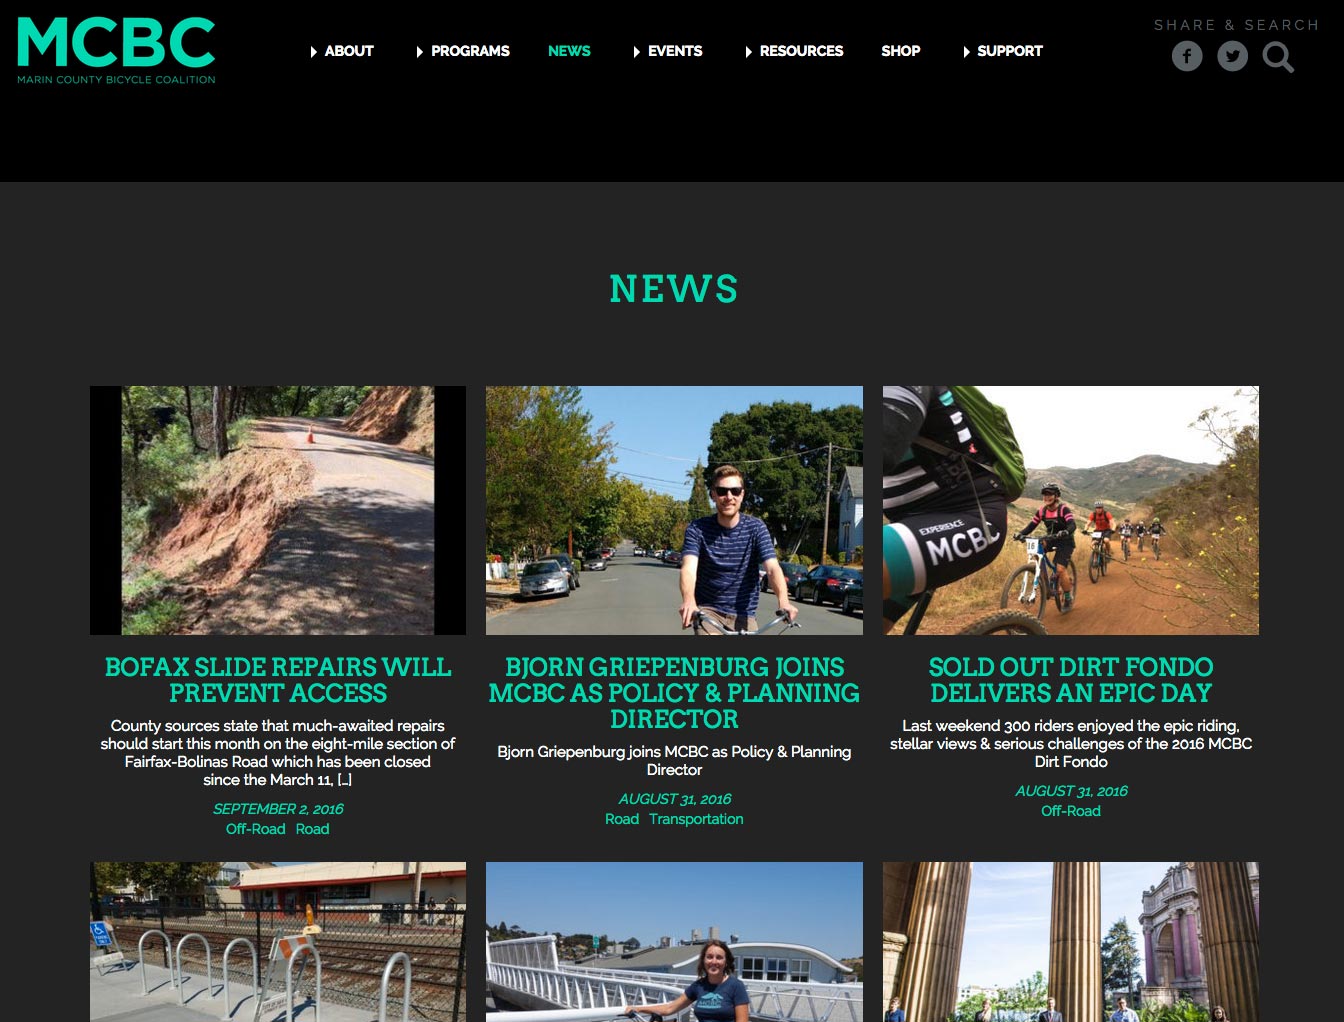 MCBC
MARIN COUNTY BICYCLE COALITION
ABOUT
PROGRAMS
NEWS
EVENTS
RESOURCES
SHOP
SUPPORT
SHARE & SEARCH
NEWS
EXPERIENCE
MCBC
16
BOFAX SLIDE REPAIRS WILL
PREVENT ACCESS
County sources state that much-awaited repairs
should start this month on the eight-mile section of
Fairfax-Bolinas Road which has been closed
since the March 11, [...]
SEPTEMBER 2, 2016
Off-Road Road
BJORN GRIEPENBURG JOINS
MCBC AS POLICY & PLANNING
DIRECTOR
Bjorn Griepenburg joins MCBC as Policy & Planning
Director
AUGUST 31, 2016
Road Transportation
SOLD OUT DIRT FONDO
DELIVERS AN EPIC DAY
Last weekend 300 riders enjoyed the epic riding,
stellar views & serious challenges of the 2016 MCBC
Dirt Fondo
AUGUST 31, 2016
Off-Road
MCBC